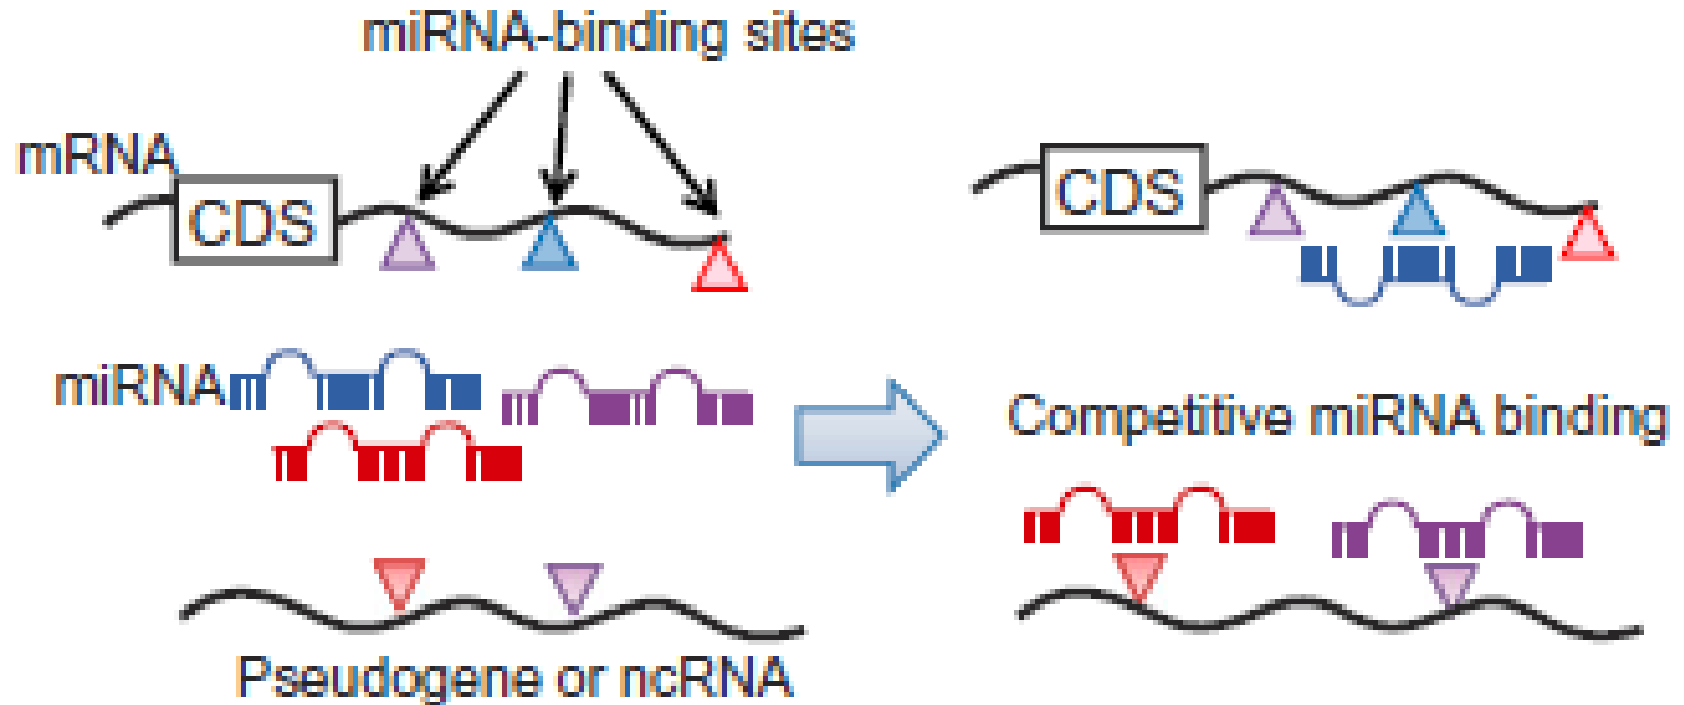 miRNA-binding sites
mRNA
CDS
CDS
miRNA
Competitive miRNA binding
Pseudogene or ncRNA